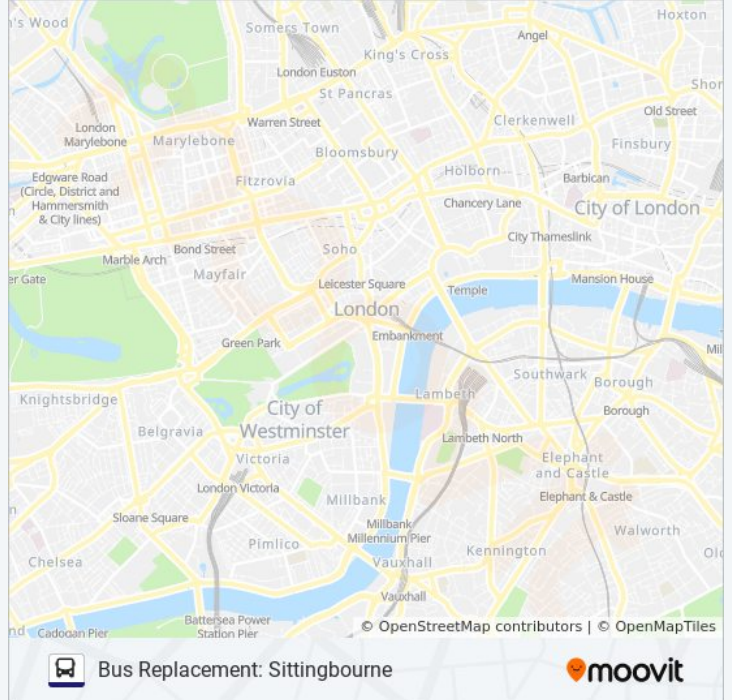 's Wood
Somers Town
Hoxton
Angel
King's Cross
London Euston
St Pancras
Shor
Old Street
Warren Street
Clerkenwell
London
Marylebone
Marylebone
Finsbury
Bloomsbury
Holborn
Barbican
Edgware Road
(Circle, District and
Hammersmith
& City lines)
Fitzrovia
n
Chancery Lane
City of London
City Thameslink
Soho
Bond Street
Marble Arch
Mayfair
er Gate
Mansion House
Leicester Square
Temple
London
Embankment
Green Park
Mil
Southwark
Borough
Lambeth
Knightsbridge
City of
Westminster
Borough
Belgravia
Lambeth North
Victoria
Elephant
and Castle
London Victoria
Elephant & Castle
Millbank
n
Sloane Square
Millbank
Millennium Pier
Walworth
Pimlico
Kennington
Old
Chelsea
Vauxhall
Vauxhall
Battersea Power
Station Pier
nd
Cadogan Pier
© OpenStreetMap contributors | © OpenMapTiles
Bus Replacement: Sittingbourne
moovit